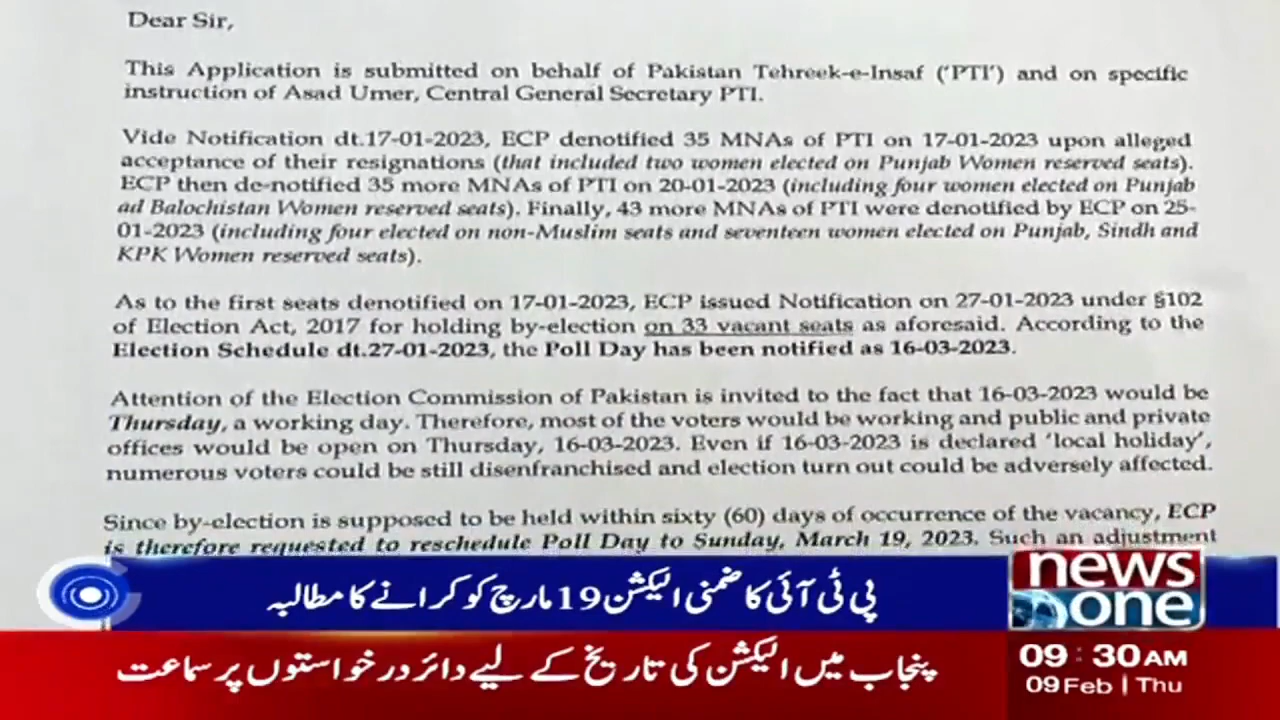 Dear Sir,
This Application is submitted on behalf of Pakistan Tehreek-e-Insaf ('PTI') and on specific
instruction of Asad Umer, Central General Secretary PTI.
Vide Notification dt.17-01-2023, ECP denotified 35 MNAs of PTI on 17-01-2023 upon alleged
acceptance of their resignations (that included two women elected on Punjab Women reserved seats).
ECP then de-notified 35 more MNAs of PTI on 20-01-2023 (including four women elected on Punjab
ad Balochistan Women reserved seats). Finally, 43 more MNAs of PTI were denotified by ECP on 25-
01-2023 (including four elected on non-Muslim seats and seventeen women elected on Punjab, Sindh and
KPK Women reserved seats).
As to the first seats denotified on 17-01-2023, ECP issued Notification on 27-01-2023 under §102
of Election Act, 2017 for holding by-election on 33 vacant seats as aforesaid. According to the
Election Schedule dt.27-01-2023, the Poll Day has been notified as 16-03-2023.
Attention of the Election Commission of Pakistan is invited to the fact that 16-03-2023 would be
Thursday, a working day. Therefore, most of the voters would be working and public and private
offices would be open on Thursday, 16-03-2023. Even if 16-03-2023 is declared 'local holiday',
numerous voters could be still disenfranchised and election turn out could be adversely affected.
Since by-election is supposed to be held within sixty (60) days of occurrence of the vacancy, ECP
is therefore requested to reschedule Poll Day to Sunday, March 19, 2023. Such an adjustment
پی ٹی آئی کا ضمنی الیکشن 19 مارچ کو کرانے کا مطالبہ
news
one
پنجاب میں الیکشن کی تاریخ کے لیے دائر درخواستوں پر سماعت
09:30AM
09Feb | Thu